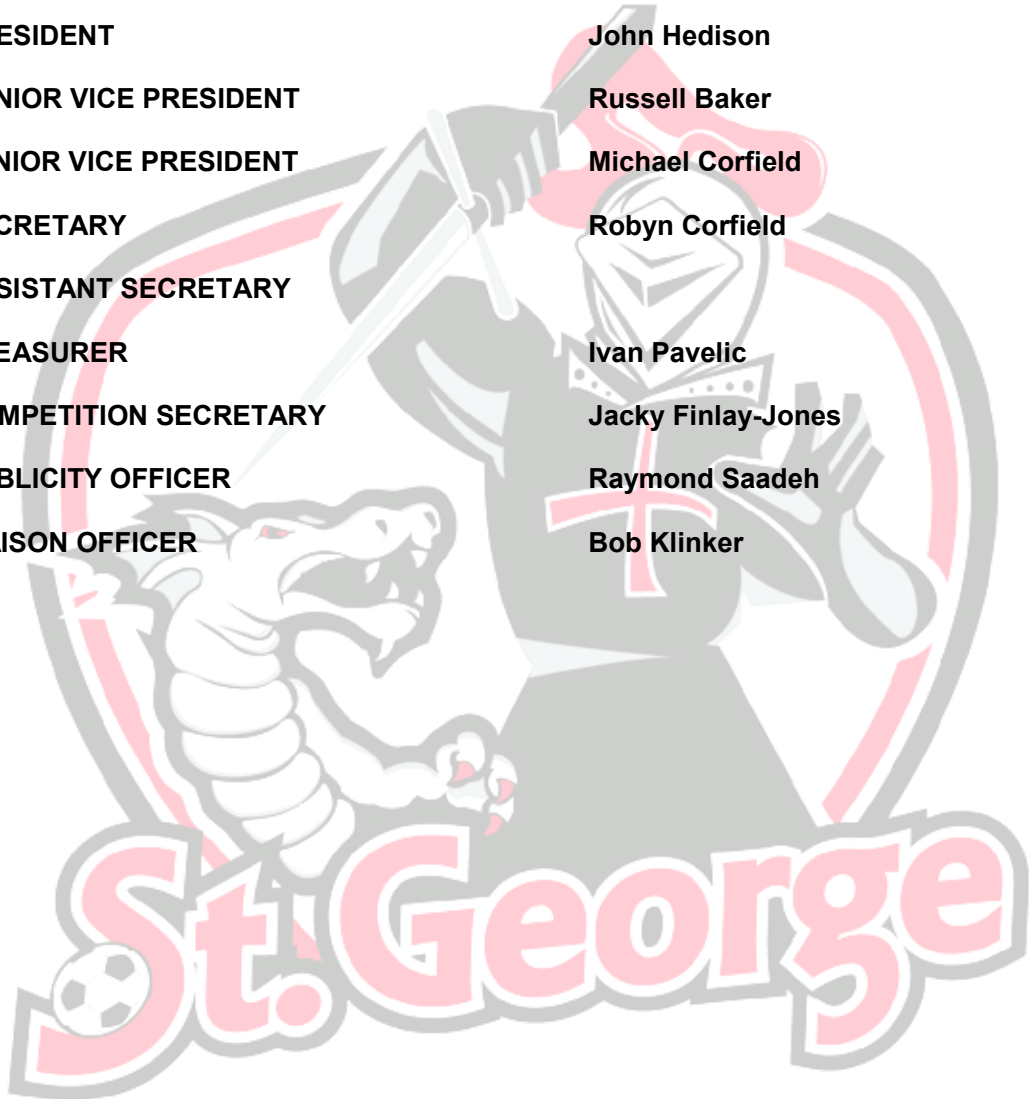 ESIDENT John Hedison
NIOR VICE PRESIDENT Russell Baker
NIOR VICE PRESIDENT Michael Corfield
CRETARY Robyn Corfield
SISTANT SECRETARY
EASURER Ivan Pavelic
MPETITION SECRETARY Jacky Finlay-Jones
BLICITY OFFICER Raymond Saadeh
AISON OFFICER Bob Klinker
St.George